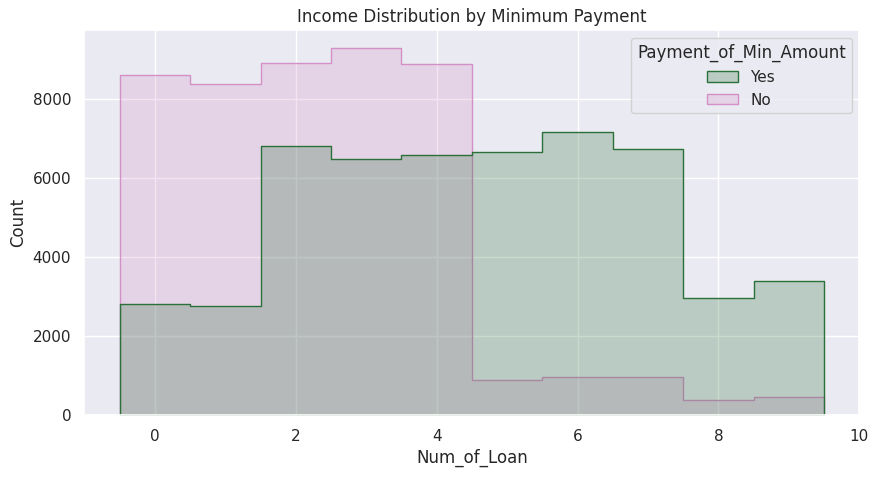 Income Distribution by Minimum Payment
Payment_of_Min_Amount
Yes
No
Count
8000
6000
4000
2000
0
0 2 4 6 8 10
Num_of_Loan